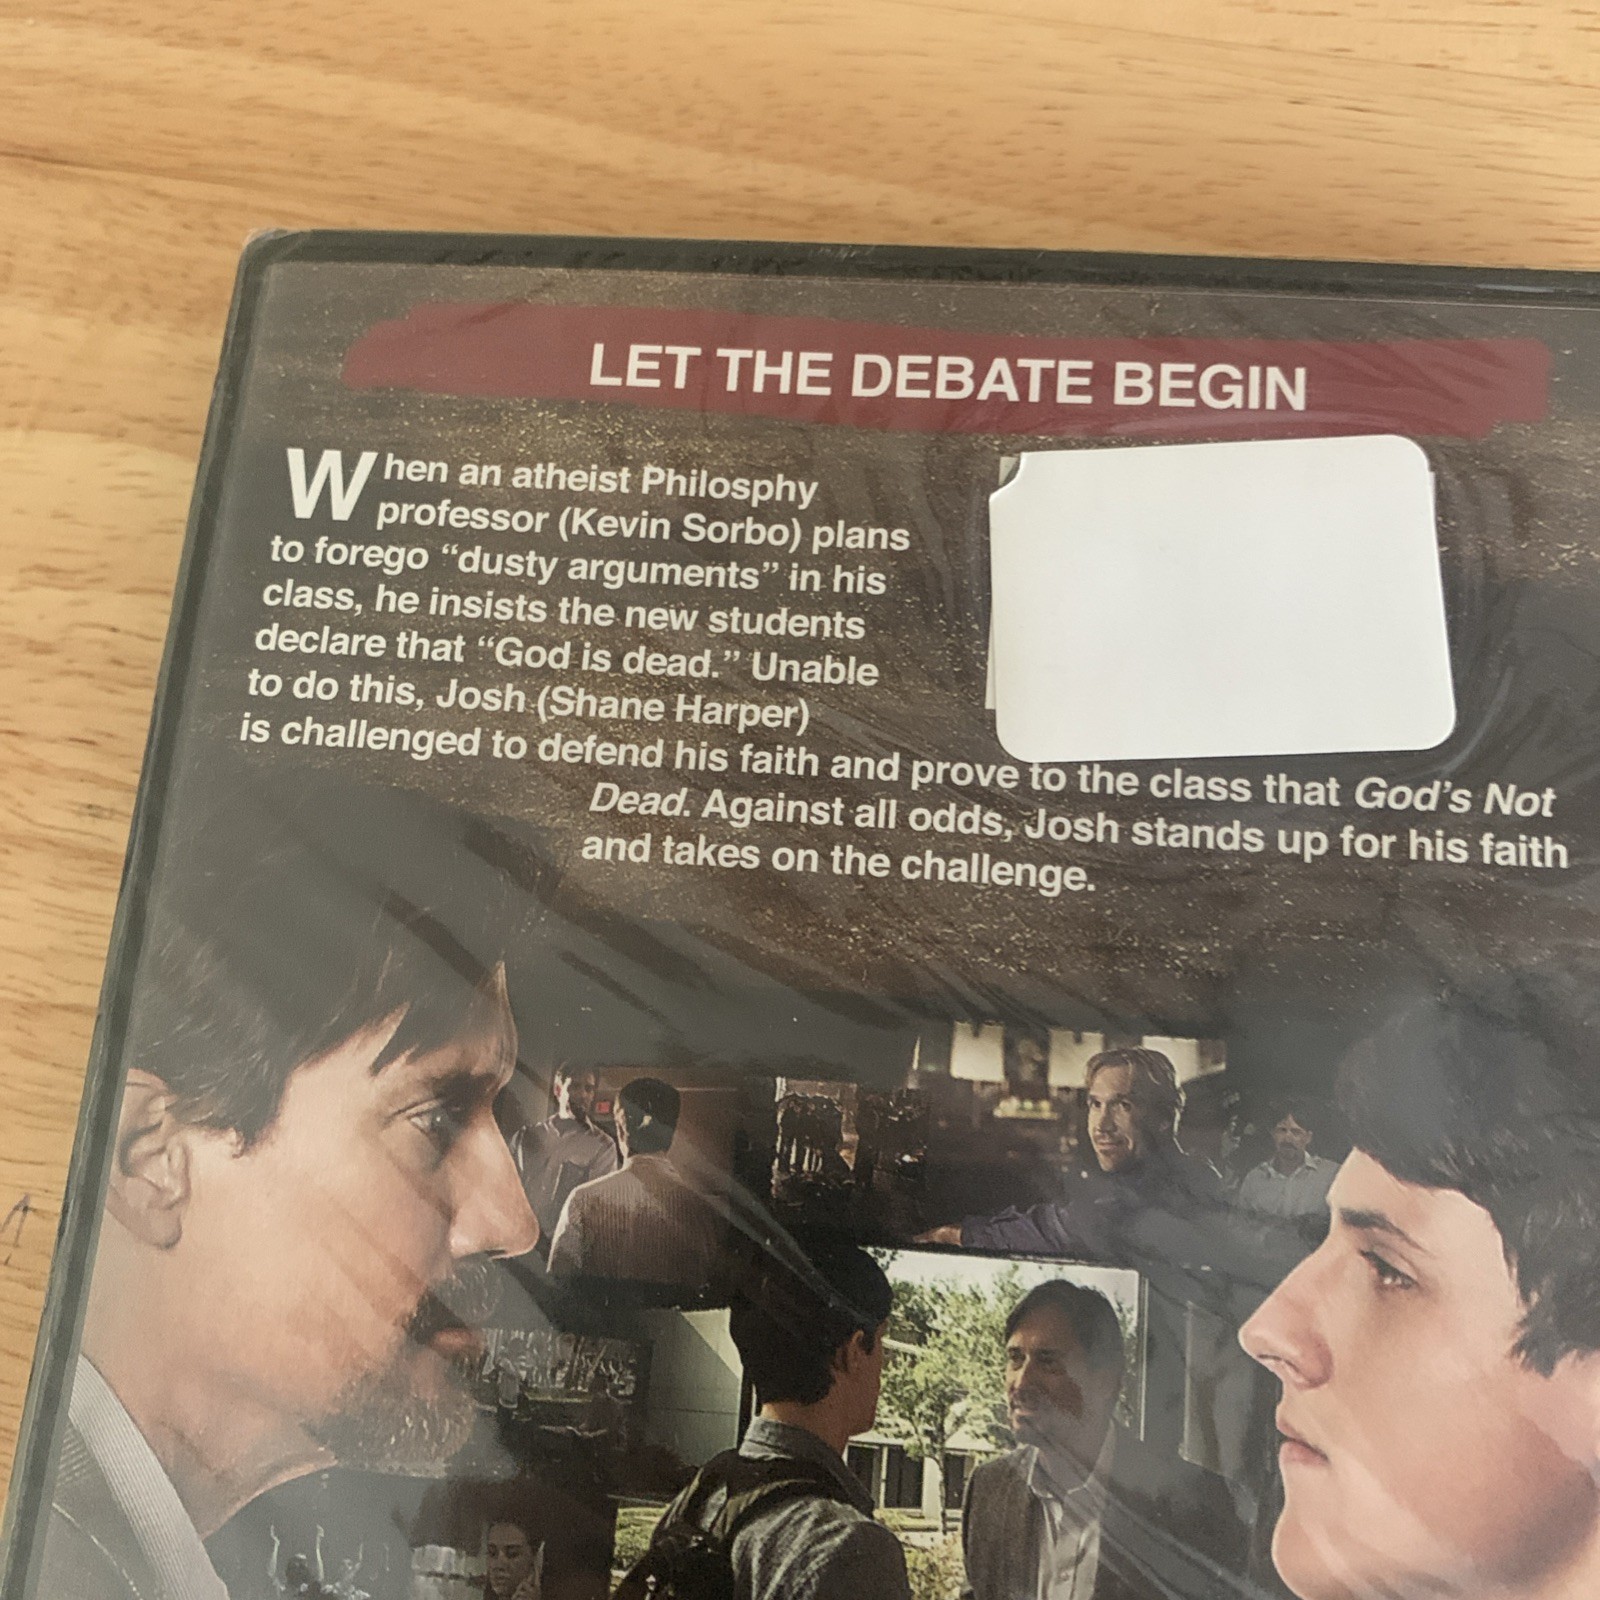 LET THE DEBATE BEGIN
When an atheist Philosphy
professor (Kevin Sorbo) plans
to forego “dusty arguments” in his
class, he insists the new students
declare that “God is dead.” Unable
to do this, Josh (Shane Harper)
is challenged to defend his faith and prove to the class that God’s Not
Dead. Against all odds, Josh stands up for his faith
and takes on the challenge.